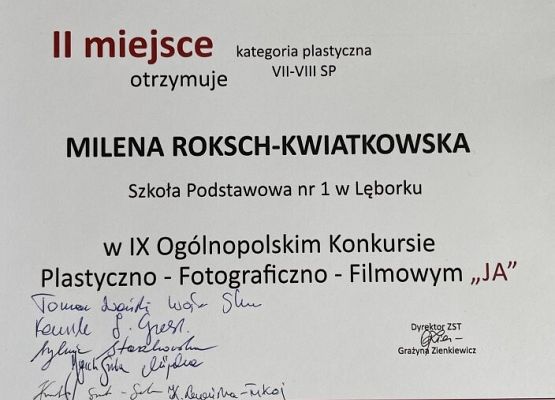 II miejsce kategoria plastyczna
otrzymuje VII-VIII SP
MILENA ROKSCH-KWIATKOWSKA
Szkoła Podstawowa nr 1 w Lęborku
w IX Ogólnopolskim Konkursie
Plastyczno - Fotograficzno - Filmowym „JA”
Dyrektor ZST
Grażyna Zienkiewicz